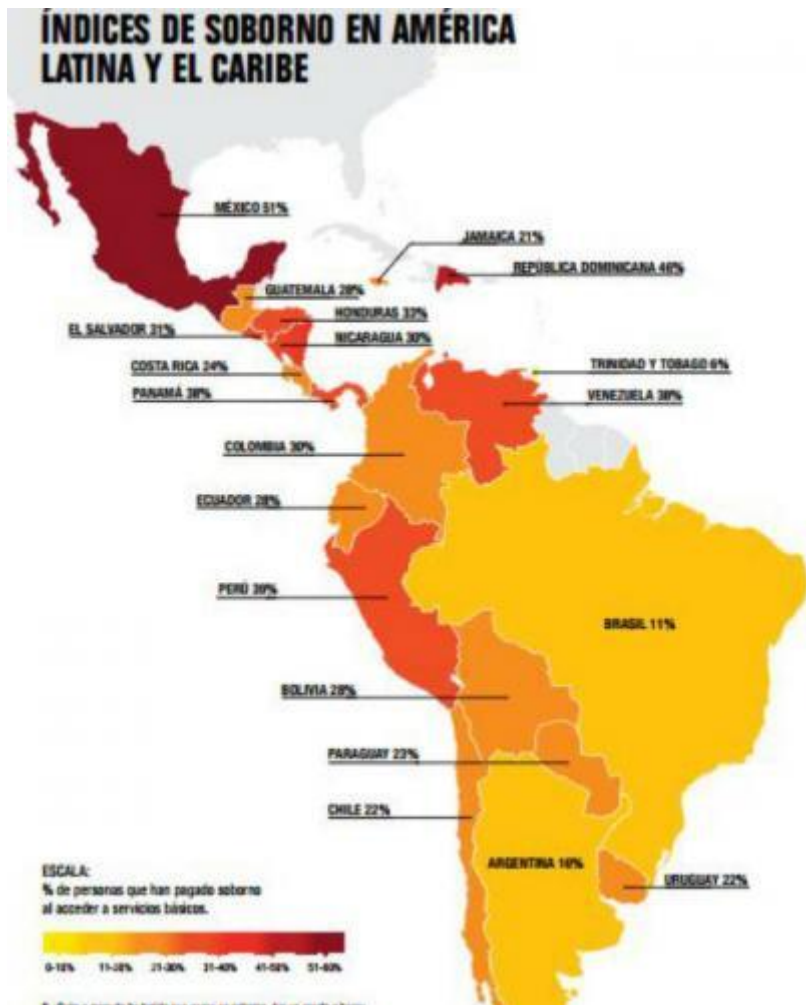 ÍNDICES DE SOBORNO EN AMÉRICA
LATINA Y EL CARIBE
MÉXICO 51%
JAMAICA 21%
REPÚBLICA DOMINICANA 46%
GUATEMALA 28%
HONDURAS 33%
EL SALVADOR 31%
NICARAGUA 30%
COSTA RICA 24%
TRINIDAD Y TOBAGO 6%
PANAMÁ 38%
VENEZUELA 38%
COLOMBIA 30%
ECUADOR 28%
PERÚ 39%
BRASIL 11%
BOLIVIA 28%
PARAGUAY 23%
CHILE 22%
ARGENTINA 16%
URUGUAY 22%
ESCALA:
% de personas que han pagado soborno
al acceder a servicios básicos.
0-10% 11-20% 21-30% 31-40% 41-50% 51-60%